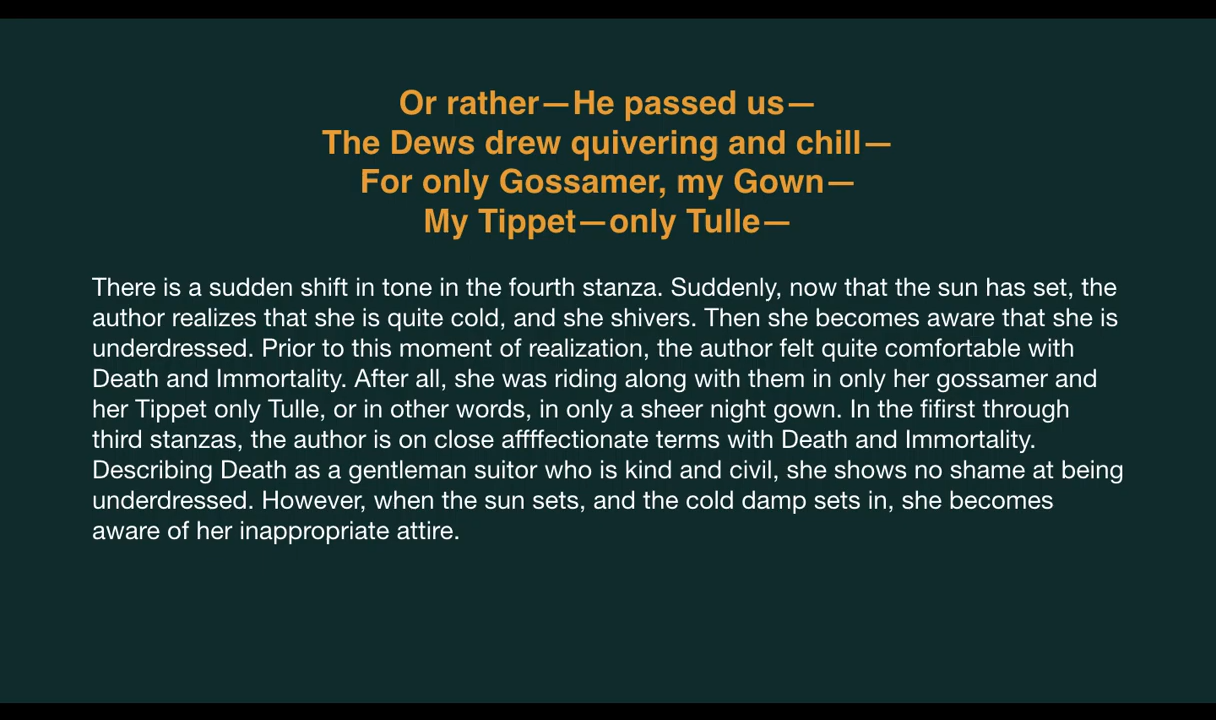 Or rather—He passed us—
The Dews drew quivering and chill—
For only Gossamer, my Gown—
My Tippet—only Tulle—
There is a sudden shift in tone in the fourth stanza. Suddenly, now that the sun has set, the
author realizes that she is quite cold, and she shivers. Then she becomes aware that she is
underdressed. Prior to this moment of realization, the author felt quite comfortable with
Death and Immortality. After all, she was riding along with them in only her gossamer and
her Tippet only Tulle, or in other words, in only a sheer night gown. In the fifirst through
third stanzas, the author is on close affffectionate terms with Death and Immortality.
Describing Death as a gentleman suitor who is kind and civil, she shows no shame at being
underdressed. However, when the sun sets, and the cold damp sets in, she becomes
aware of her inappropriate attire.